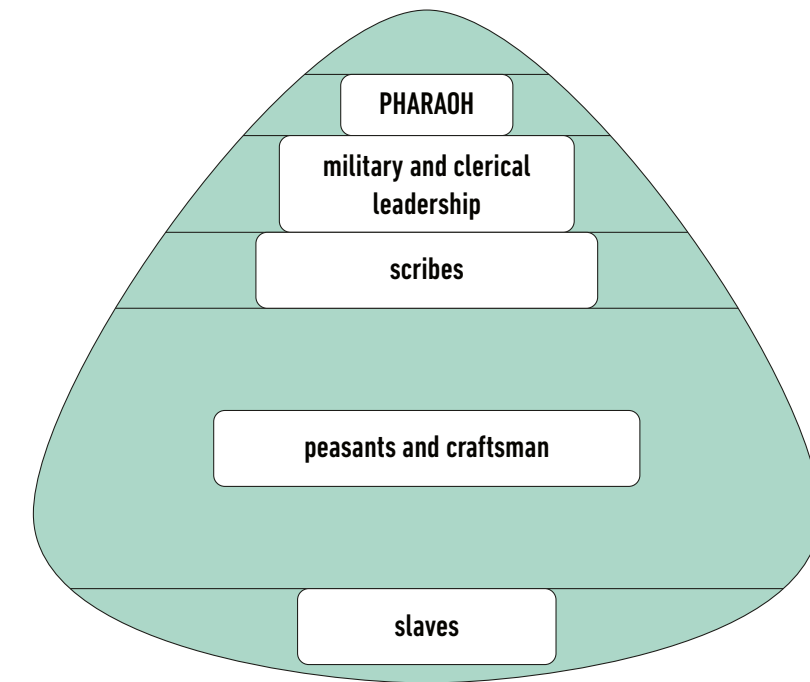 PHARAOH
military and clerical
leadership
scribes
peasants and craftsman
slaves